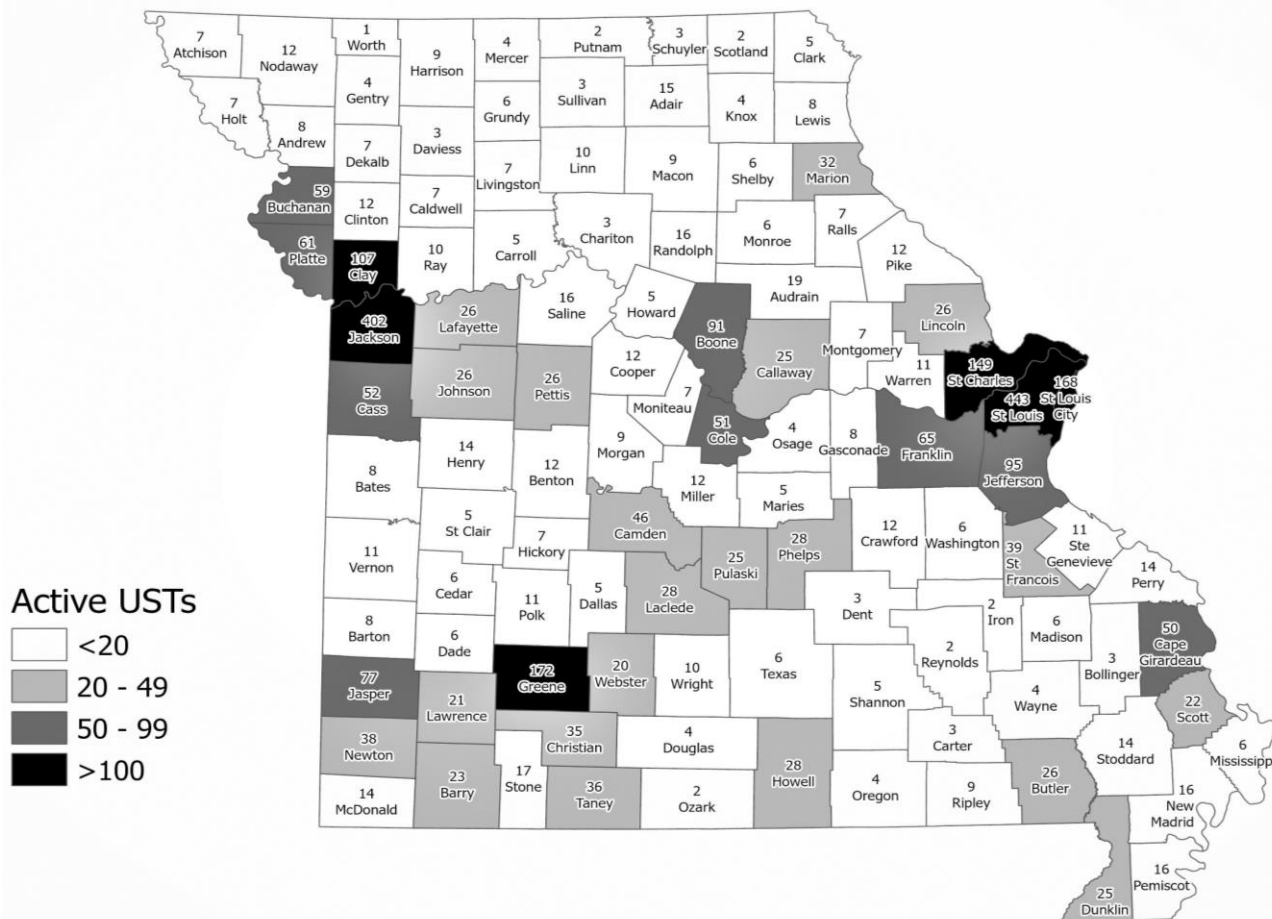 7
Atchison
12
Nodaway
1
Worth
9
Harrison
4
Mercer
2
Putnam
3
Schuyler
2
Scotland
5
Clark
7
Holt
4
Gentry
6
Grundy
3
Sullivan
15
Adair
4
Knox
8
Lewis
8
Andrew
7
Dekalb
3
Daviess
7
Livingston
10
Linn
9
Macon
6
Shelby
32
Marion
59
Buchanan
12
Clinton
7
Caldwell
61
Platte
107
Clay
10
Ray
5
Carroll
3
Chariton
16
Randolph
6
Monroe
7
Ralls
12
Pike
19
Audrain
402
Jackson
26
Lafayette
16
Saline
5
Howard
91
Boone
25
Callaway
7
Montgomery
26
Lincoln
11
Warren
149
St Charles
443
St Louis
168
St Louis
City
52
Cass
26
Johnson
26
Pettis
12
Cooper
7
Moniteau
51
Cole
4
Osage
8
Gasconade
65
Franklin
95
Jefferson
8
Bates
14
Henry
12
Benton
9
Morgan
12
Miller
5
Maries
46
Camden
25
Pulaski
28
Phelps
12
Crawford
6
Washington
39
St
Francois
11
Ste
Genevieve
14
Perry
11
Vernon
5
St Clair
7
Hickory
6
Cedar
11
Polk
5
Dallas
28
Laclede
3
Dent
2
Iron
6
Madison
3
Bollinger
50
Cape
Girardeau
8
Barton
6
Dade
172
Greene
20
Webster
10
Wright
6
Texas
2
Reynolds
5
Shannon
4
Wayne
22
Scott
77
Jasper
21
Lawrence
35
Christian
4
Douglas
28
Howell
3
Carter
14
Stoddard
6
Mississippi
38
Newton
23
Barry
17
Stone
36
Taney
2
Ozark
4
Oregon
9
Ripley
26
Butler
16
New
Madrid
14
McDonald
16
Pemiscot
25
Dunklin
Active USTs
<20
20 - 49
50 - 99
>100